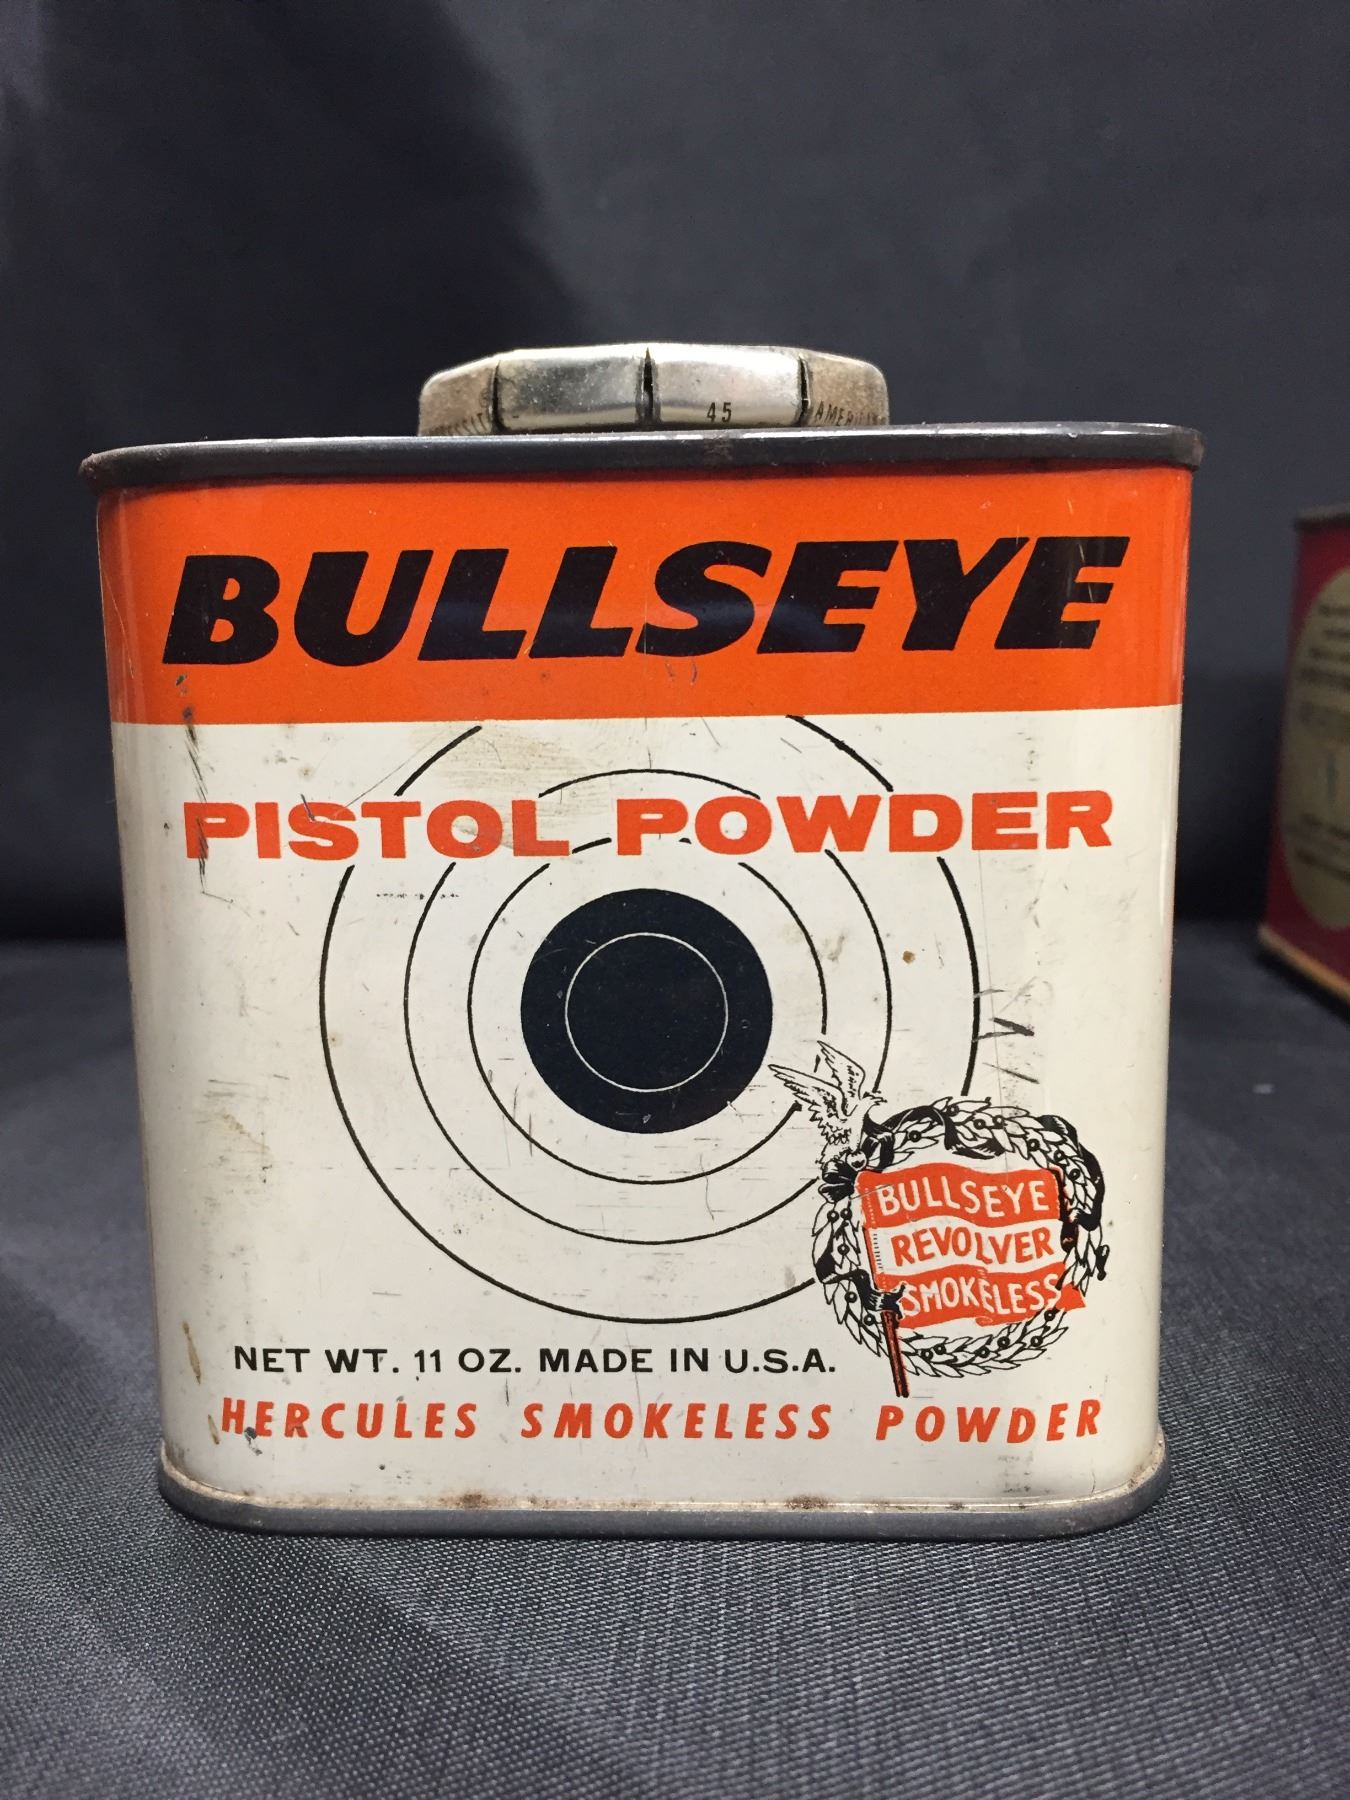 45
BULLSEYE
PISTOL POWDER
BULLSEYE
REVOLVER
SMOKELESS
NET WT. 11 OZ. MADE IN U.S.A.
HERCULES SMOKELESS POWDER